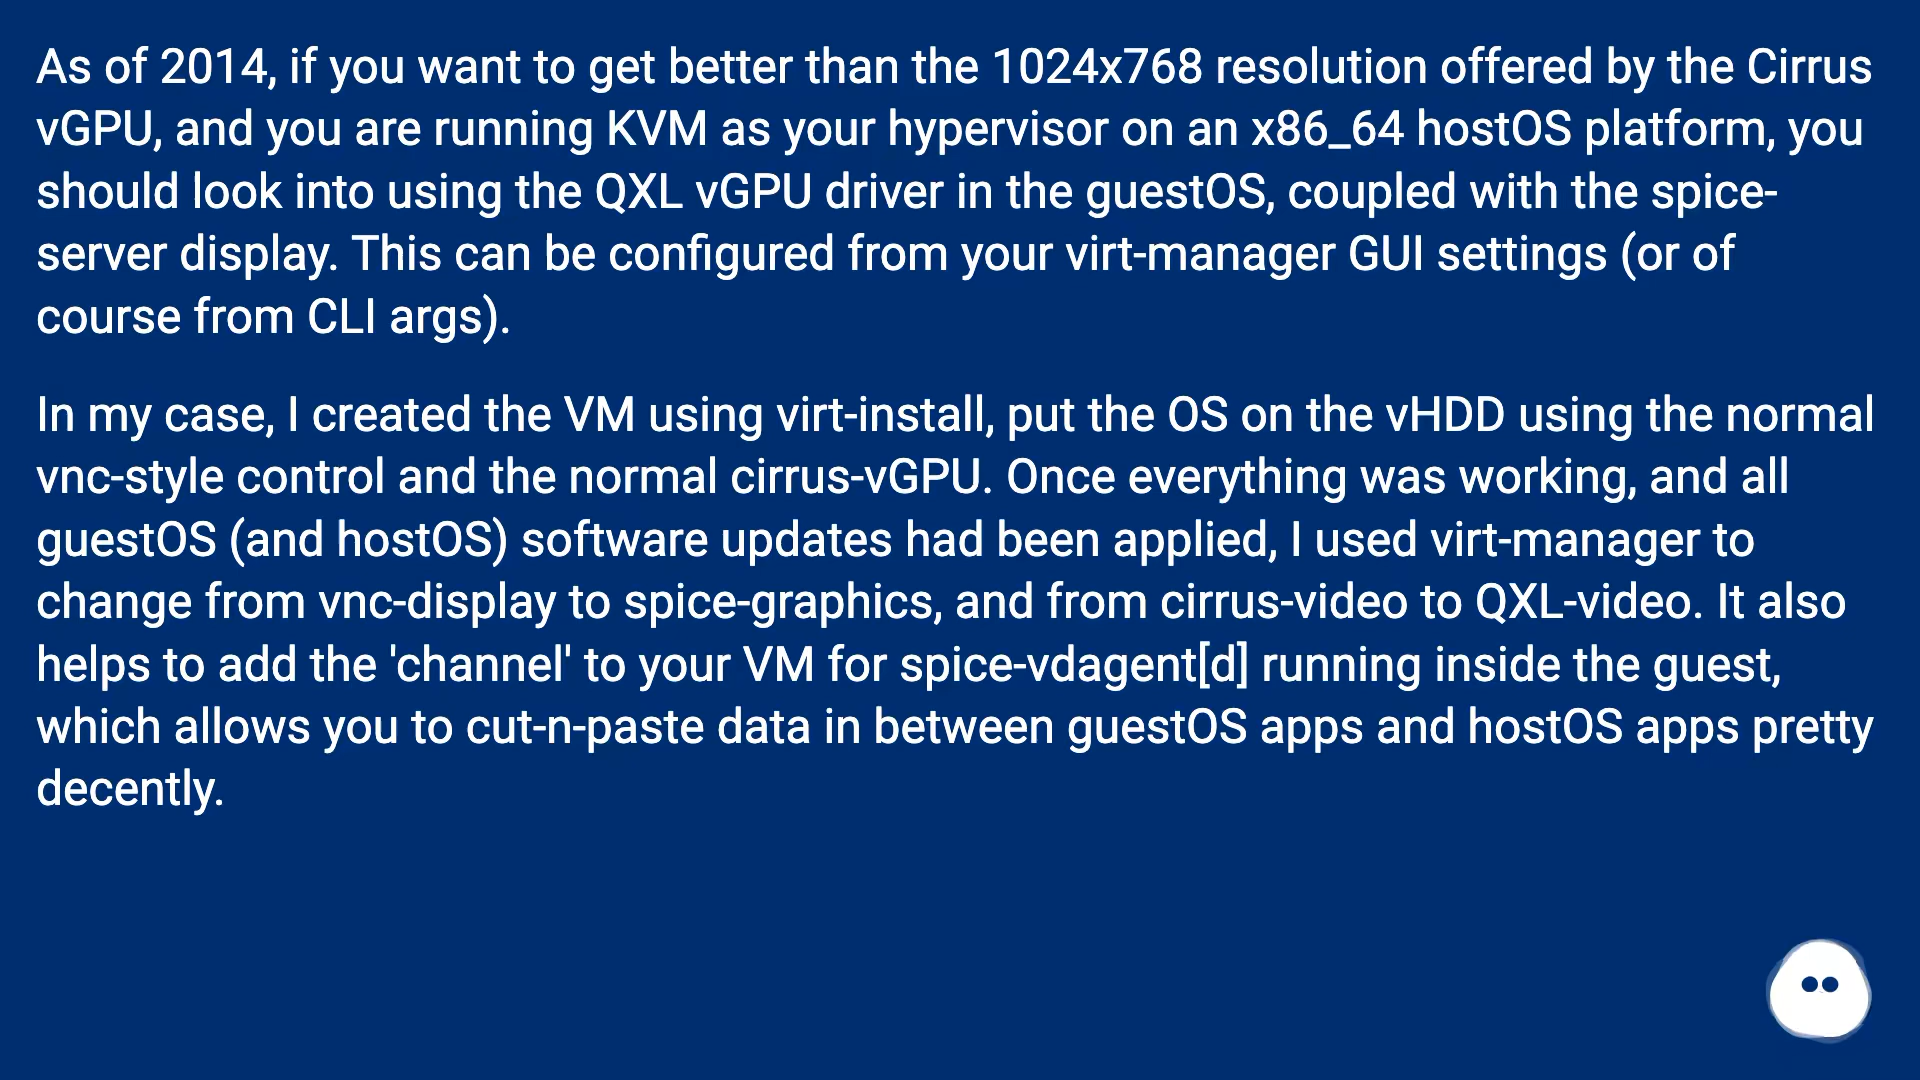 As of 2014, if you want to get better than the 1024x768 resolution offered by the Cirrus
vGPU, and you are running KVM as your hypervisor on an x86_64 hostOS platform, you
should look into using the QXL vGPU driver in the guestOS, coupled with the spice-
server display. This can be configured from your virt-manager GUI settings (or of
course from CLI args).
In my case, I created the VM using virt-install, put the OS on the vHDD using the normal
vnc-style control and the normal cirrus-vGPU. Once everything was working, and all
guestOS (and hostOS) software updates had been applied, I used virt-manager to
change from vnc-display to spice-graphics, and from cirrus-video to QXL-video. It also
helps to add the 'channel' to your VM for spice-vdagent[d] running inside the guest,
which allows you to cut-n-paste data in between guestOS apps and hostOS apps pretty
decently.